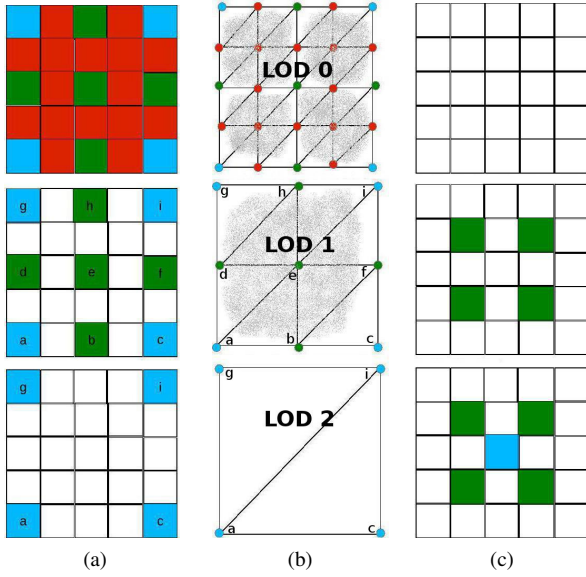 LOD 0
g h i
d e f
a b c
g h i
LOD 1
d e f
a b c
g i
a c
g i
LOD 2
a c
(a) (b) (c)